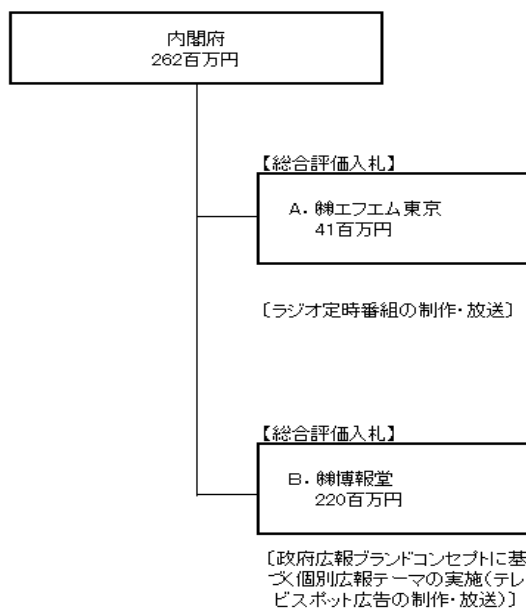 内閣府
262百万円
【総合評価入札】
A．㈱エフエム東京
41百万円
〔ラジオ定時番組の制作・放送〕
【総合評価入札】
B．㈱博報堂
220百万円
〔政府広報ブランドコンセプトに基
づく個別広報テーマの実施（テレ
ビスポット広告の制作・放送）〕